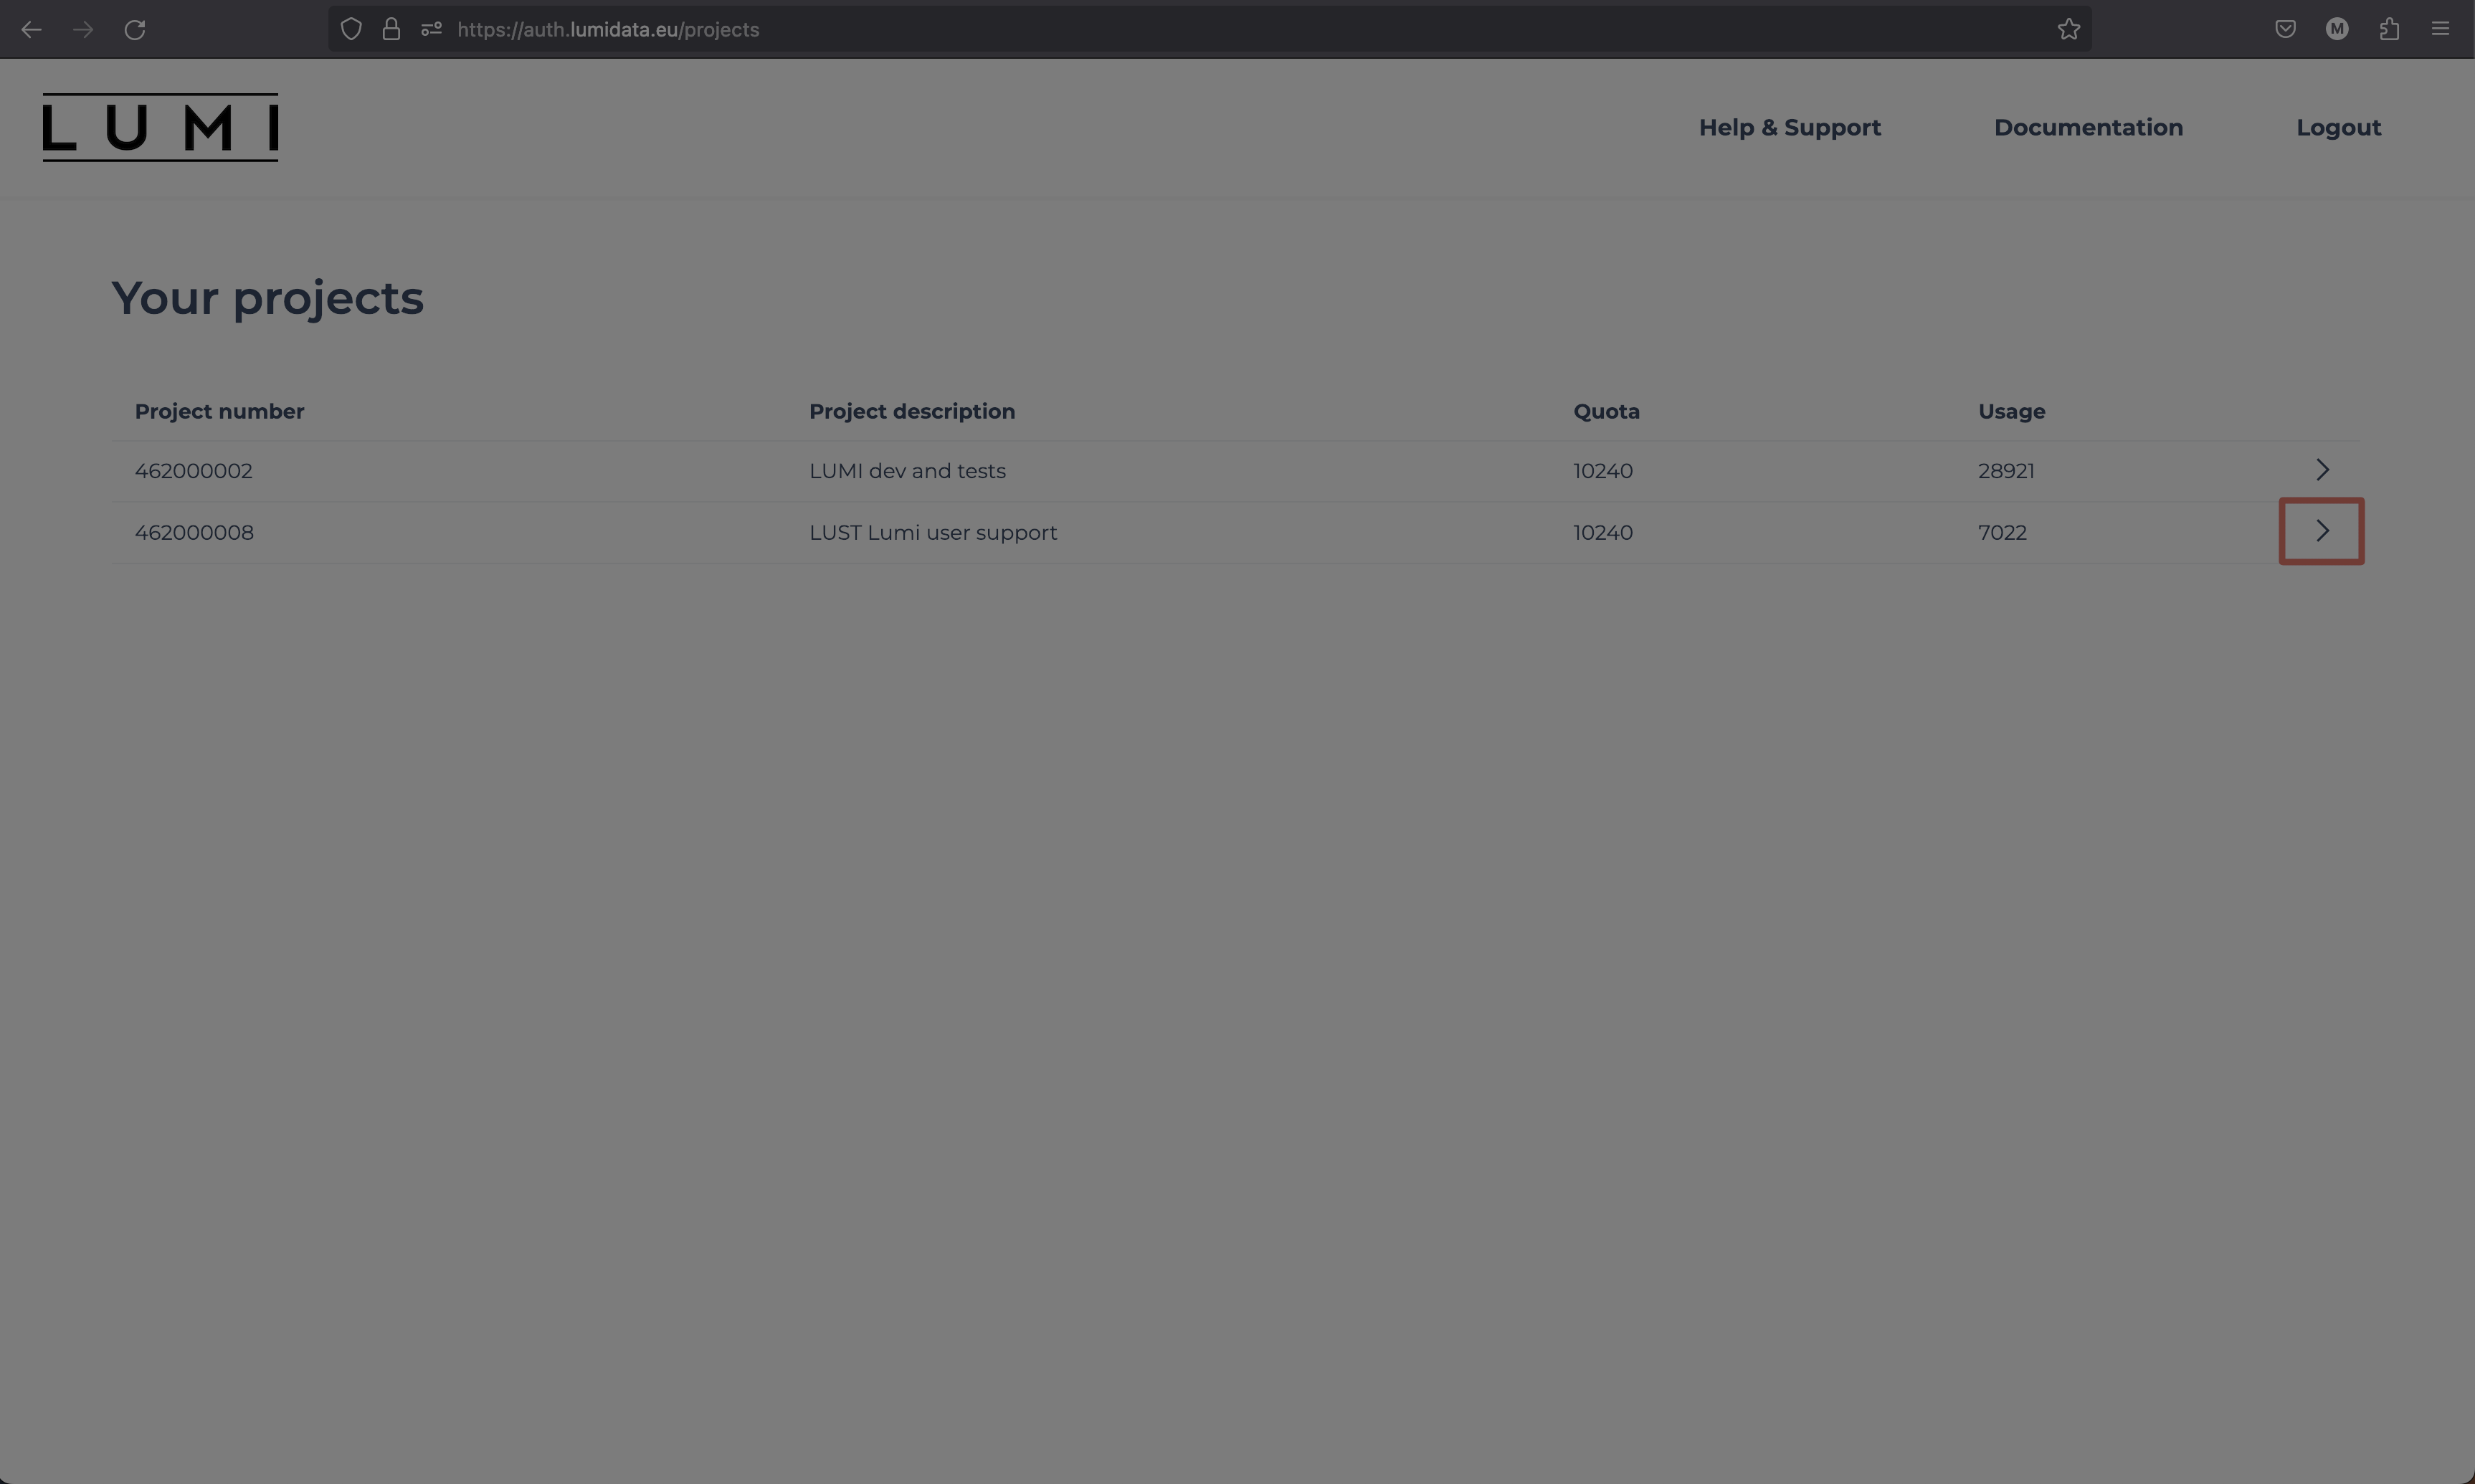 https://auth.lumidata.eu/projects
M
LUMI
Help & Support Documentation Logout
Your projects
Project number Project description Quota Usage
462000002 LUMI dev and tests 10240 28921
462000008 LUST Lumi user support 10240 7022